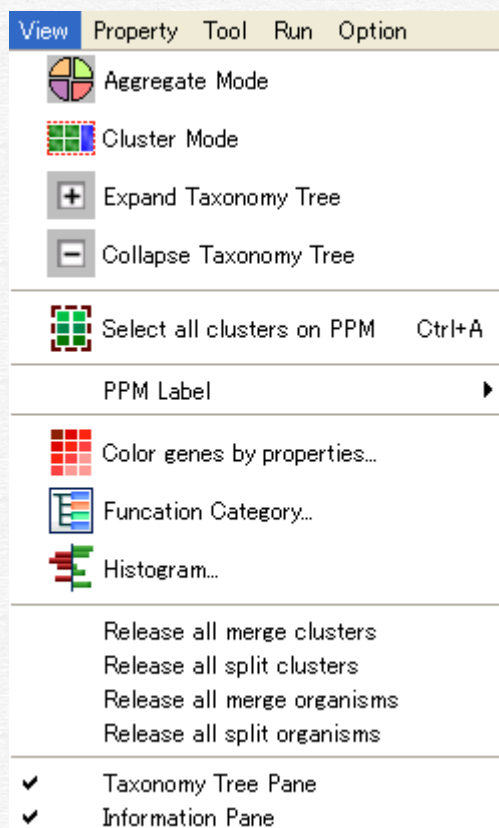 View Property Tool Run Option
Aggregate Mode
Cluster Mode
Expand Taxonomy Tree
Collapse Taxonomy Tree
Select all clusters on PPM Ctrl+A
PPM Label
Color genes by properties...
Funcation Category...
Histogram...
Release all merge clusters
Release all split clusters
Release all merge organisms
Release all split organisms
Taxonomy Tree Pane
Information Pane